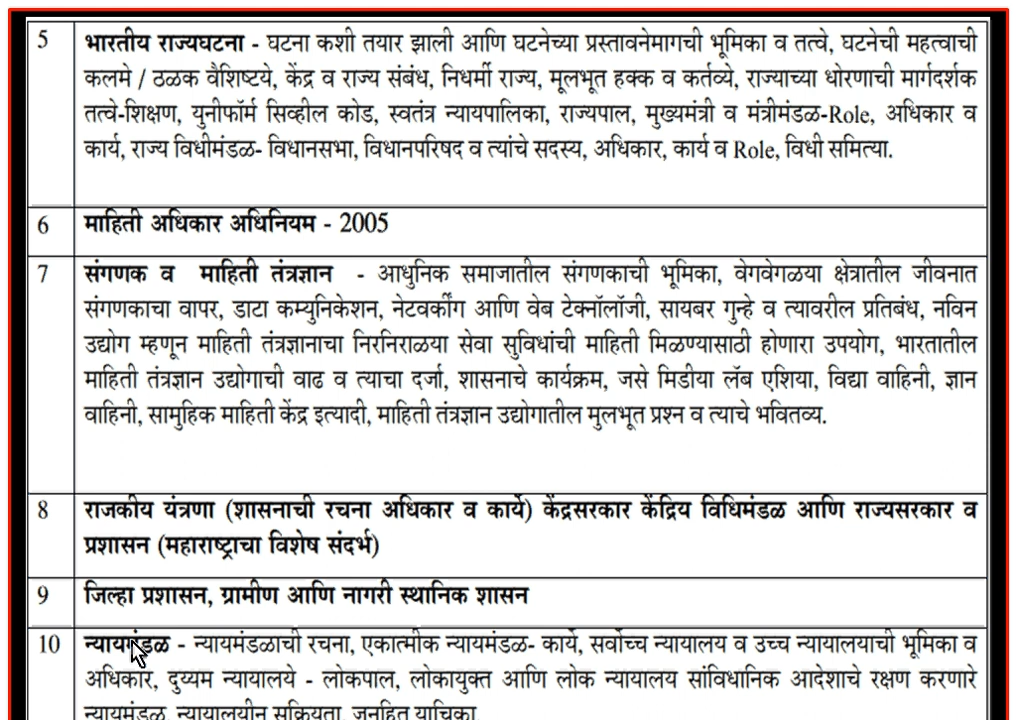 5 भारतीय राज्यघटना - घटना कशी तयार झाली आणि घटनेच्या प्रस्तावनेमागची भूमिका व तत्वे, घटनेची महत्वाची
कलमे / ठळक वैशिष्टये, केंद्र व राज्य संबंध, निधर्मी राज्य, मूलभूत हक्क व कर्तव्ये, राज्याच्या धोरणाची मार्गदर्शक
तत्वे-शिक्षण, युनीफॉर्म सिव्हील कोड, स्वतंत्र न्यायपालिका, राज्यपाल, मुख्यमंत्री व मंत्रीमंडळ-Role, अधिकार व
कार्य, राज्य विधीमंडळ- विधानसभा, विधानपरिषद व त्यांचे सदस्य, अधिकार, कार्य व Role, विधी समित्या.
6 माहिती अधिकार अधिनियम - 2005
7 संगणक व माहिती तंत्रज्ञान - आधुनिक समाजातील संगणकाची भूमिका, वेगवेगळया क्षेत्रातील जीवनात
संगणकाचा वापर, डाटा कम्युनिकेशन, नेटवर्कींग आणि वेब टेक्नॉलॉजी, सायबर गुन्हे व त्यावरील प्रतिबंध, नविन
उद्योग म्हणून माहिती तंत्रज्ञानाचा निरनिराळया सेवा सुविधांची माहिती मिळण्यासाठी होणारा उपयोग, भारतातील
माहिती तंत्रज्ञान उद्योगाची वाढ व त्याचा दर्जा, शासनाचे कार्यक्रम, जसे मिडीया लॅब एशिया, विद्या वाहिनी, ज्ञान
वाहिनी, सामुहिक माहिती केंद्र इत्यादी, माहिती तंत्रज्ञान उद्योगातील मुलभूत प्रश्न व त्याचे भवितव्य.
8 राजकीय यंत्रणा (शासनाची रचना अधिकार व कार्ये) केंद्रसरकार केंद्रिय विधिमंडळ आणि राज्यसरकार व
प्रशासन (महाराष्ट्राचा विशेष संदर्भ)
9 जिल्हा प्रशासन, ग्रामीण आणि नागरी स्थानिक शासन
10 न्यायमंडळ - न्यायमंडळाची रचना, एकात्मीक न्यायमंडळ- कार्ये, सर्वोच्च न्यायालय व उच्च न्यायालयाची भूमिका व
अधिकार, दुय्यम न्यायालये - लोकपाल, लोकायुक्त आणि लोक न्यायालय सांविधानिक आदेशाचे रक्षण करणारे
न्यायमंडळ, न्यायालयीन सक्रियता, जनहित याचिका.